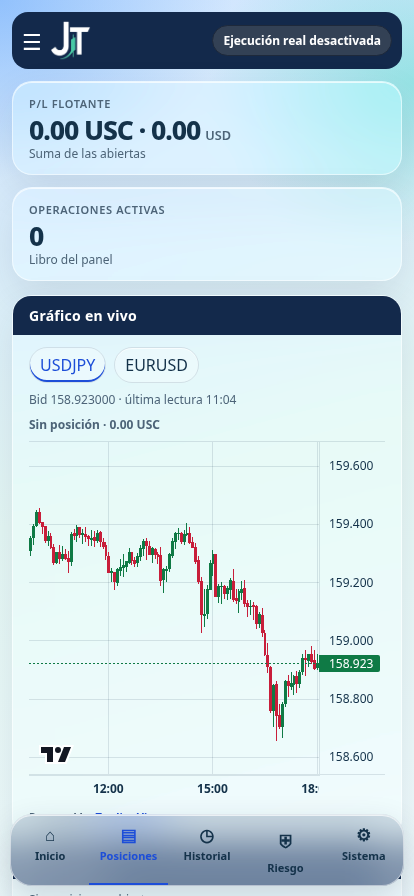 JT
Ejecución real desactivada
P/L FLOTANTE
0.00 USC · 0.00 USD
Suma de las abiertas
OPERACIONES ACTIVAS
0
Libro del panel
Gráfico en vivo
USDJPY
EURUSD
Bid 158.923000 · última lectura 11:04
Sin posición · 0.00 USC
159.600
159.400
159.200
159.000
158.923
158.800
158.600
12:00
15:00
18:
Inicio
Posiciones
Historial
Riesgo
Sistema